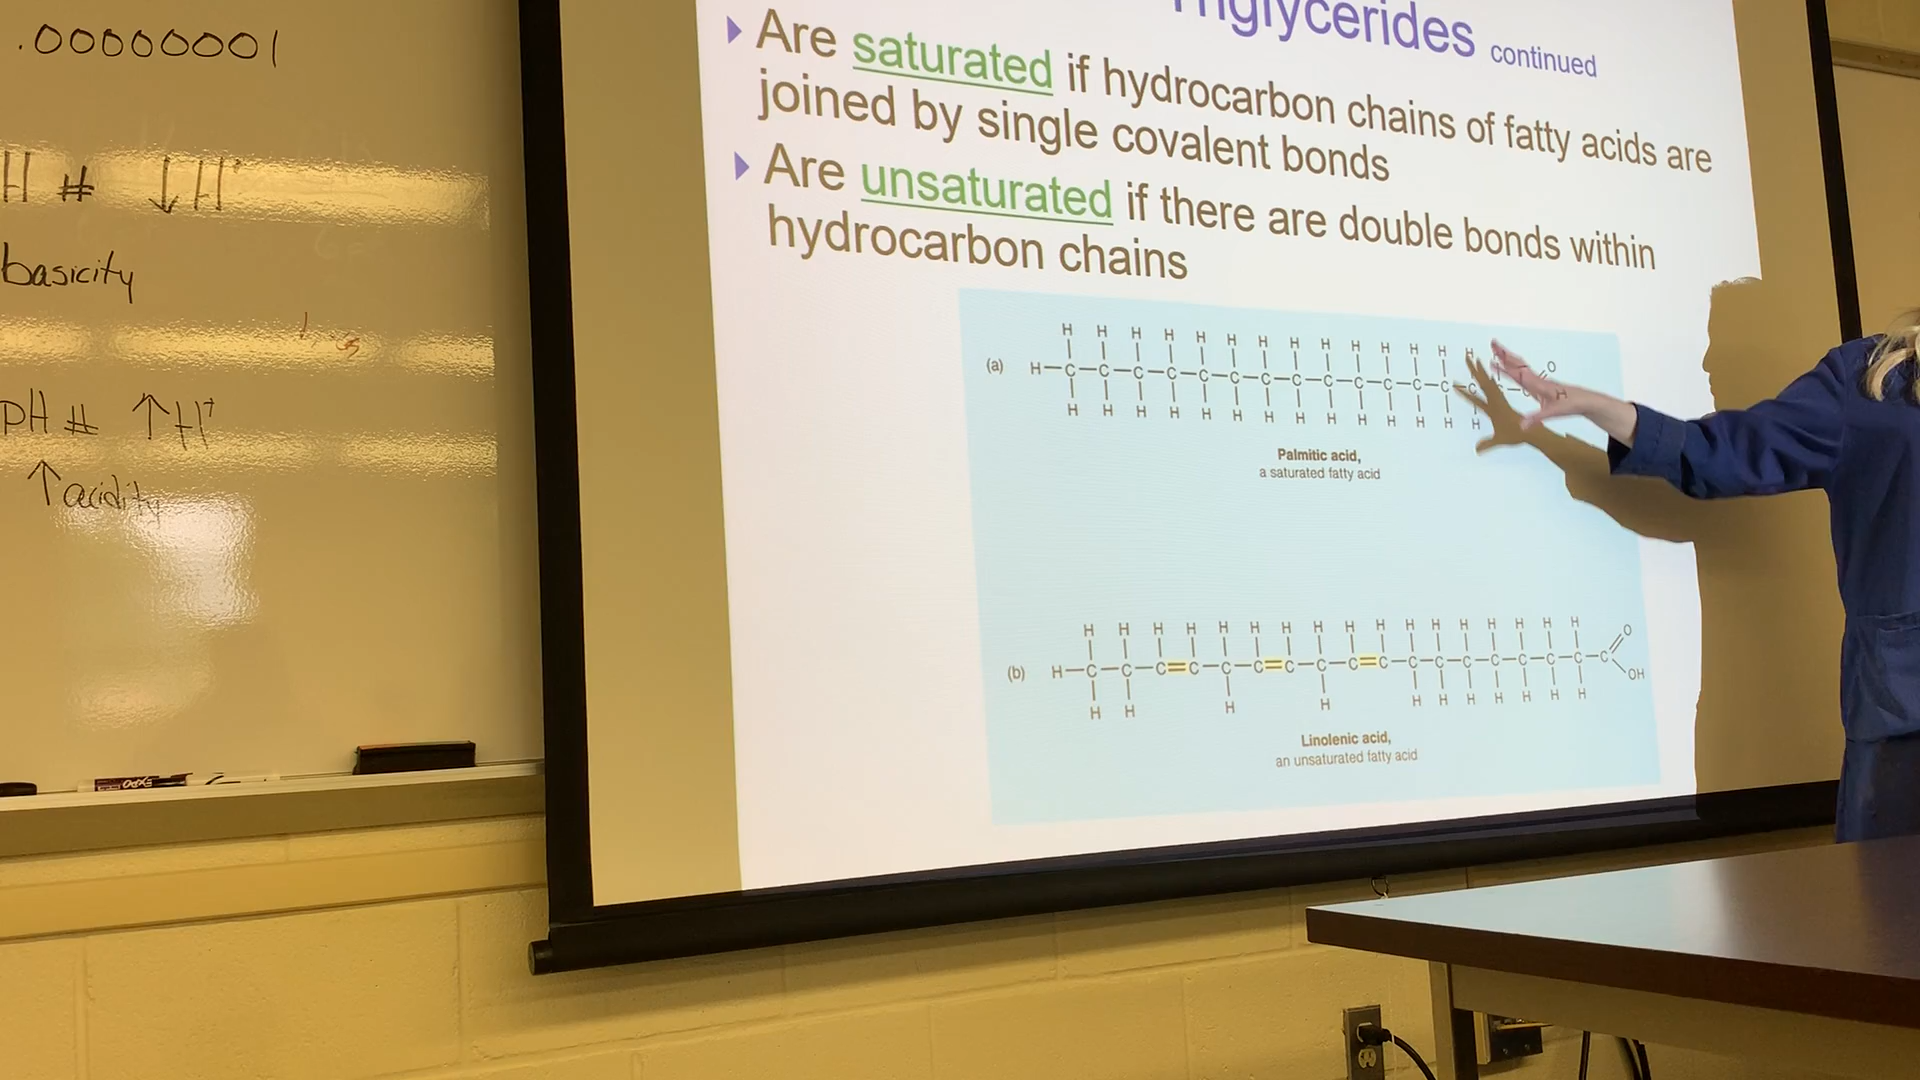 .00000001
H # ↓H⁺
basicity
pH # ↑H⁺
↑acidity
EXPO
Triglycerides continued
Are saturated if hydrocarbon chains of fatty acids are
joined by single covalent bonds
Are unsaturated if there are double bonds within
hydrocarbon chains
H H H H H H H H H H H H H H
(a) H—C—C—C—C—C—C—C—C—C—C—C—C—C—C O
H H H H H H H H H H H H H H
Palmitic acid,
a saturated fatty acid
H H H H H H H H H H H H H H H H H O
(b) H—C—C—C=C—C—C=C—C—C=C—C—C—C—C—C—C—C—C OH
H H H H H H H H H H H
Linolenic acid,
an unsaturated fatty acid